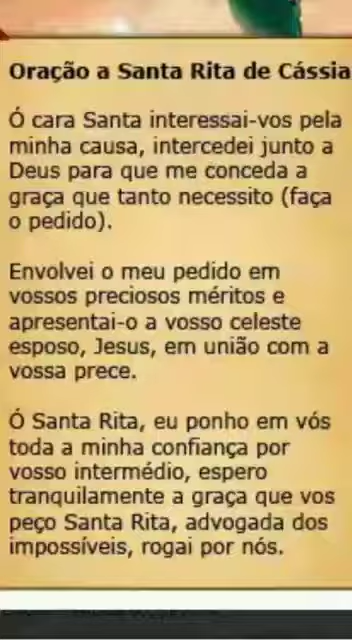 Oração a Santa Rita de Cássia
Ó cara Santa interessai-vos pela
minha causa, intercedei junto a
Deus para que me conceda a
graça que tanto necessito (faça
o pedido).
Envolvei o meu pedido em
vossos preciosos méritos e
apresentai-o a vosso celeste
esposo, Jesus, em união com a
vossa prece.
Ó Santa Rita, eu ponho em vós
toda a minha confiança por
vosso intermédio, espero
tranquilamente a graça que vos
peço Santa Rita, advogada dos
impossíveis, rogai por nós.